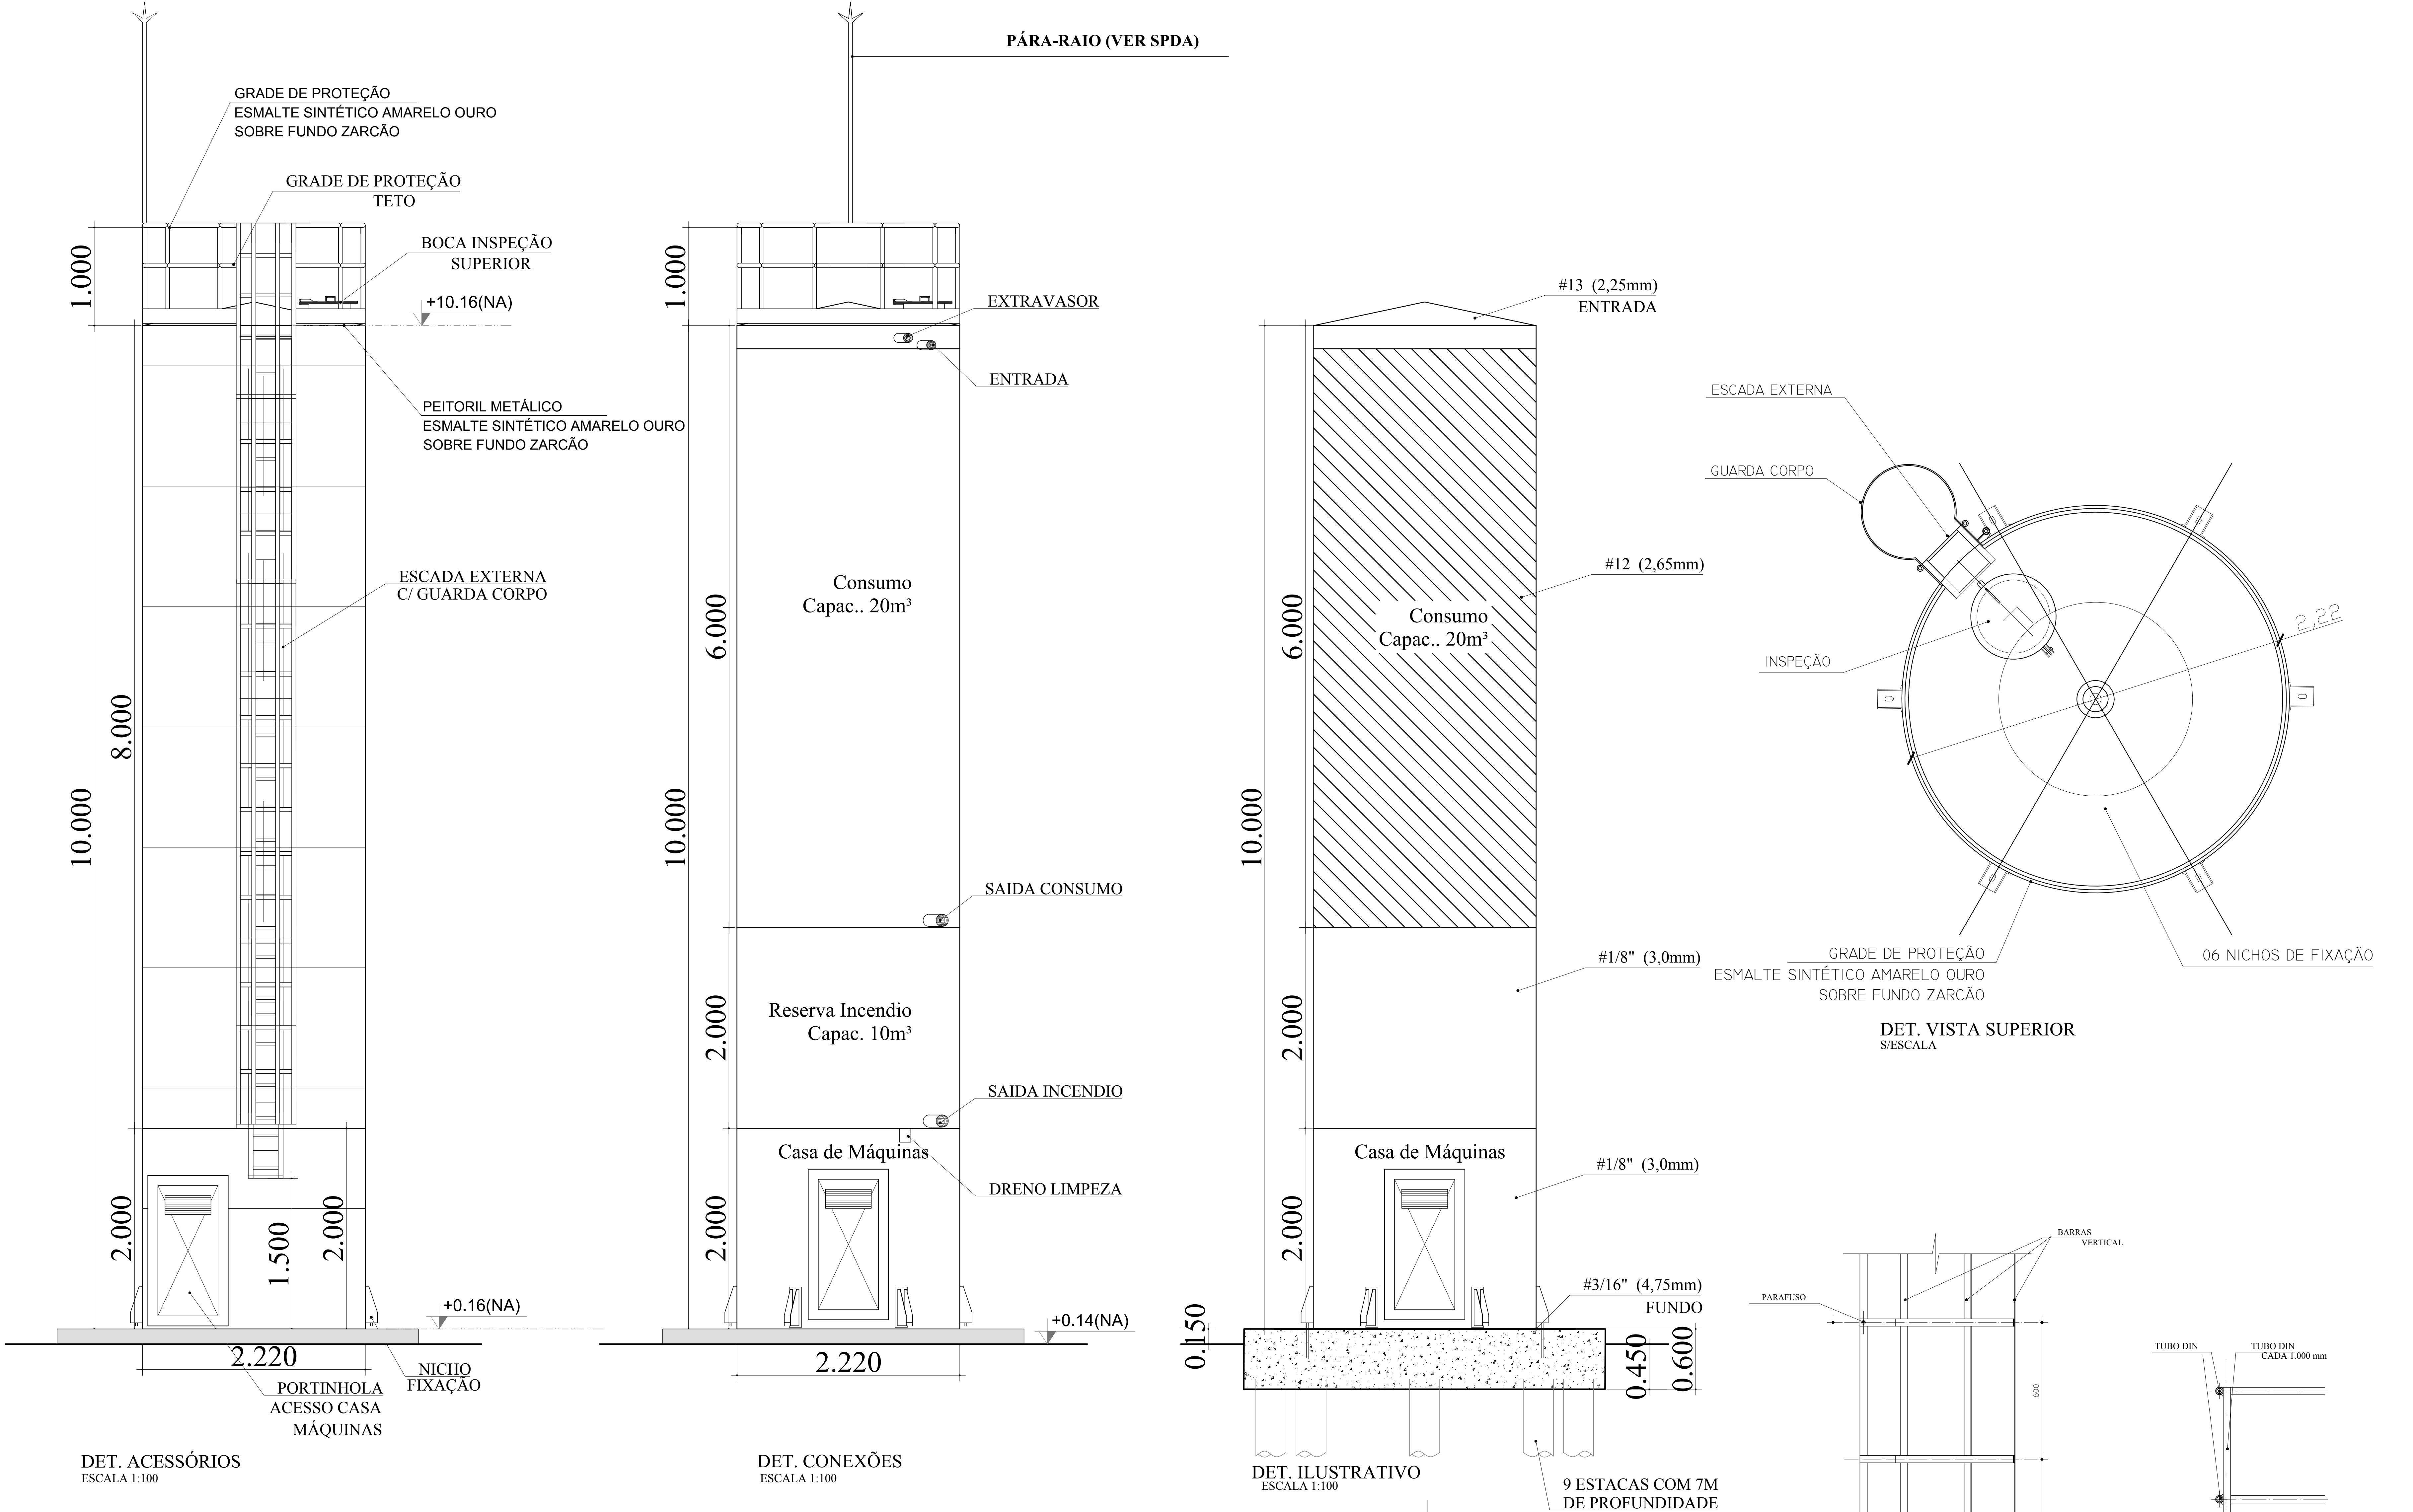 PÁRA-RAIO (VER SPDA)
GRADE DE PROTEÇÃO
ESMALTE SINTÉTICO AMARELO OURO
SOBRE FUNDO ZARCÃO
GRADE DE PROTEÇÃO
TETO
BOCA INSPEÇÃO
SUPERIOR
+10.16(NA)
PEITORIL METÁLICO
ESMALTE SINTÉTICO AMARELO OURO
SOBRE FUNDO ZARCÃO
ESCADA EXTERNA
C/ GUARDA CORPO
1.000
8.000
10.000
2.000
1.500
2.000
+0.16(NA)
2.220
NICHO
FIXAÇÃO
PORTINHOLA
ACESSO CASA
MÁQUINAS
DET. ACESSÓRIOS
ESCALA 1:100
1.000
EXTRAVASOR
ENTRADA
Consumo
Capac.. 20m³
6.000
10.000
SAIDA CONSUMO
Reserva Incendio
Capac. 10m³
2.000
SAIDA INCENDIO
Casa de Máquinas
DRENO LIMPEZA
2.000
+0.14(NA)
2.220
DET. CONEXÕES
ESCALA 1:100
#13 (2,25mm)
ENTRADA
#12 (2,65mm)
Consumo
Capac.. 20m³
6.000
10.000
#1/8" (3,0mm)
2.000
Casa de Máquinas
#1/8" (3,0mm)
2.000
#3/16" (4,75mm)
FUNDO
0.150
0.450
0.600
DET. ILUSTRATIVO
ESCALA 1:100
9 ESTACAS COM 7M
DE PROFUNDIDADE
ESCADA EXTERNA
GUARDA CORPO
INSPEÇÃO
2,22
GRADE DE PROTEÇÃO
ESMALTE SINTÉTICO AMARELO OURO
SOBRE FUNDO ZARCÃO
06 NICHOS DE FIXAÇÃO
DET. VISTA SUPERIOR
S/ESCALA
BARRAS
VERTICAL
PARAFUSO
600
TUBO DIN
TUBO DIN
CADA 1.000 mm